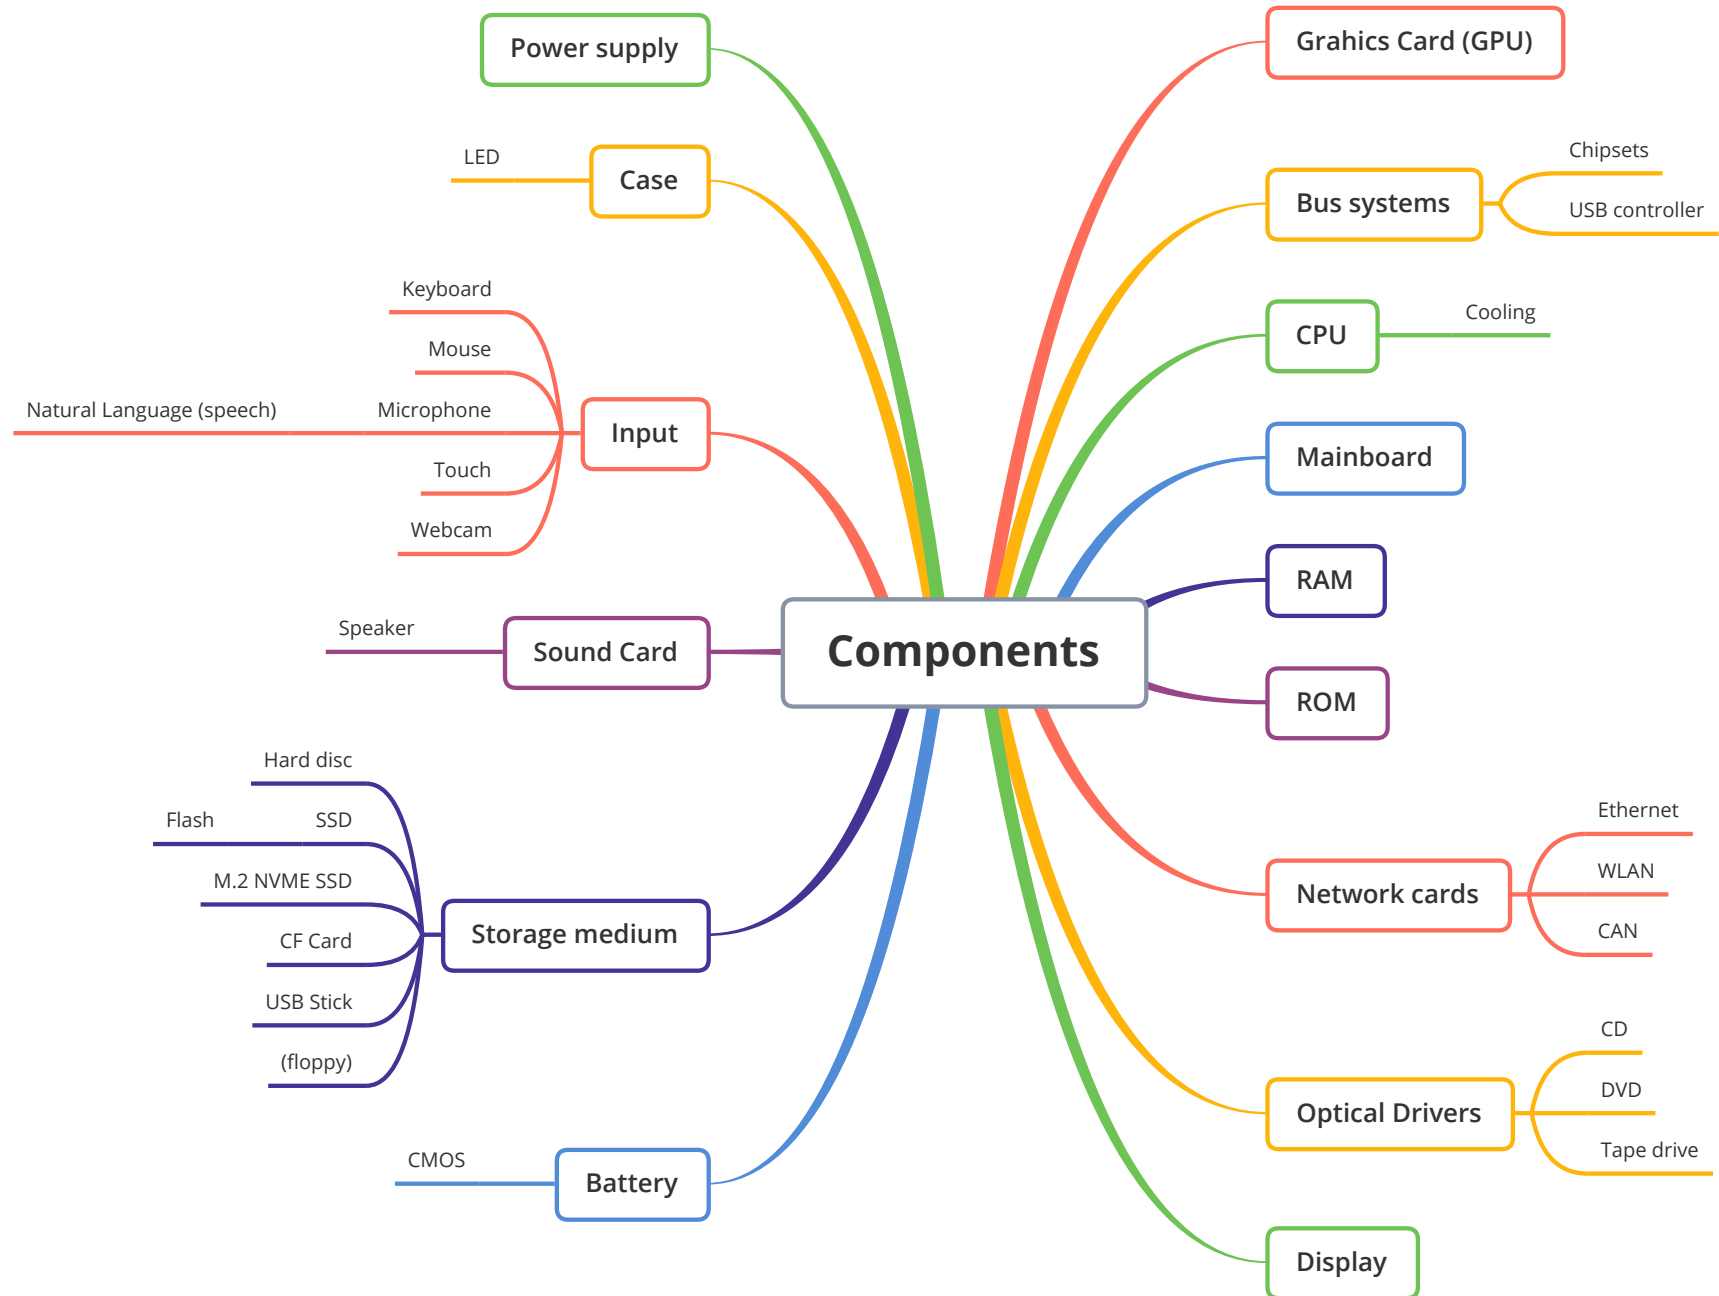 Components
Grahics Card (GPU)
Bus systems
Chipsets
USB controller
CPU
Cooling
Mainboard
RAM
ROM
Network cards
Ethernet
WLAN
CAN
Optical Drivers
CD
DVD
Tape drive
Display
Power supply
Case
LED
Input
Keyboard
Mouse
Microphone
Natural Language (speech)
Touch
Webcam
Sound Card
Speaker
Storage medium
Hard disc
SSD
Flash
M.2 NVME SSD
CF Card
USB Stick
(floppy)
Battery
CMOS